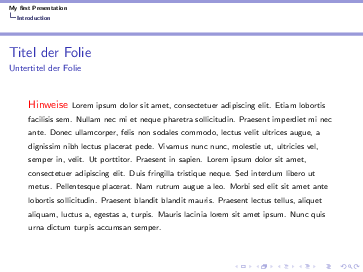 My first Presentation
Introduction
Titel der Folie
Untertitel der Folie
Hinweise Lorem ipsum dolor sit amet, consectetuer adipiscing elit. Etiam lobortis
facilisis sem. Nullam nec mi et neque pharetra sollicitudin. Praesent imperdiet mi nec
ante. Donec ullamcorper, felis non sodales commodo, lectus velit ultrices augue, a
dignissim nibh lectus placerat pede. Vivamus nunc nunc, molestie ut, ultricies vel,
semper in, velit. Ut porttitor. Praesent in sapien. Lorem ipsum dolor sit amet,
consectetuer adipiscing elit. Duis fringilla tristique neque. Sed interdum libero ut
metus. Pellentesque placerat. Nam rutrum augue a leo. Morbi sed elit sit amet ante
lobortis sollicitudin. Praesent blandit blandit mauris. Praesent lectus tellus, aliquet
aliquam, luctus a, egestas a, turpis. Mauris lacinia lorem sit amet ipsum. Nunc quis
urna dictum turpis accumsan semper.